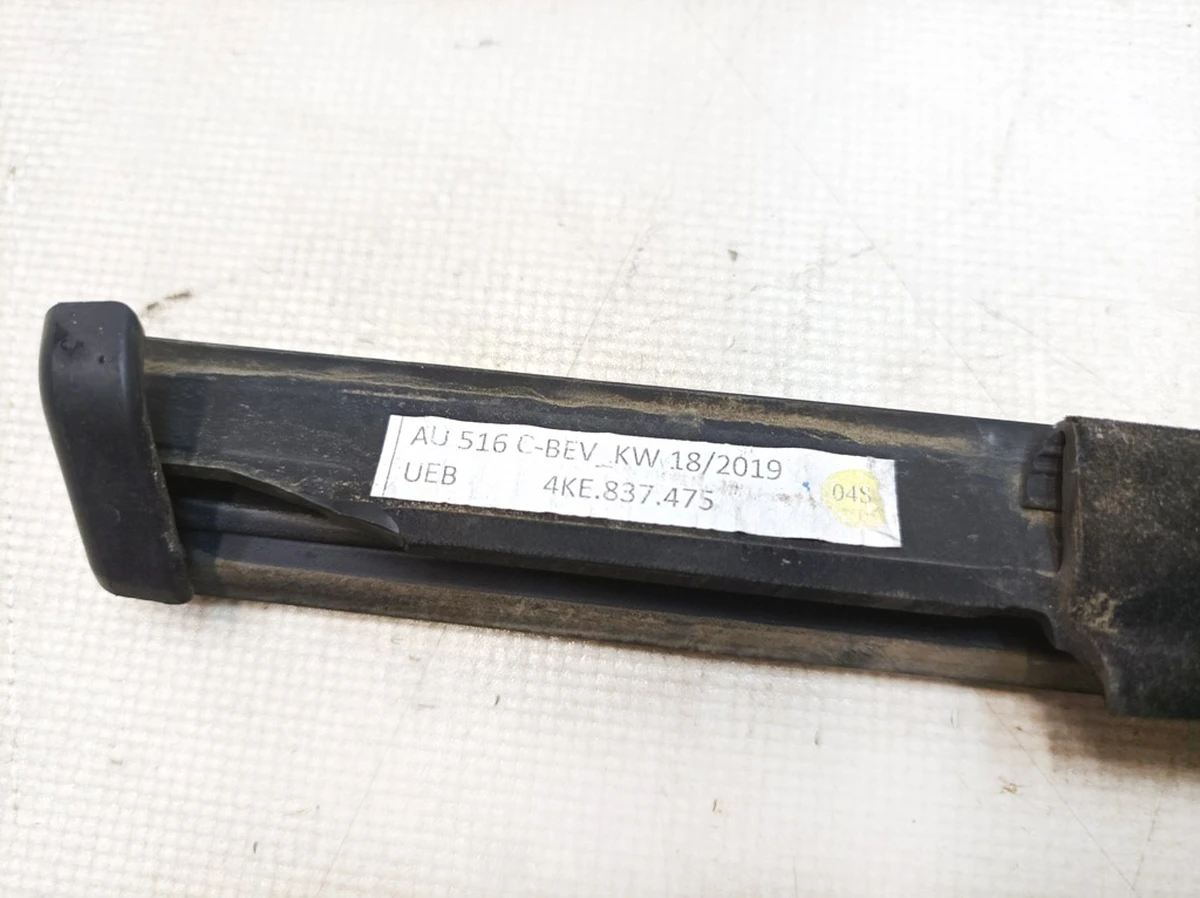 AU 516 C-BEV_KW 18/2019
UEB 4KE.837.475
04S